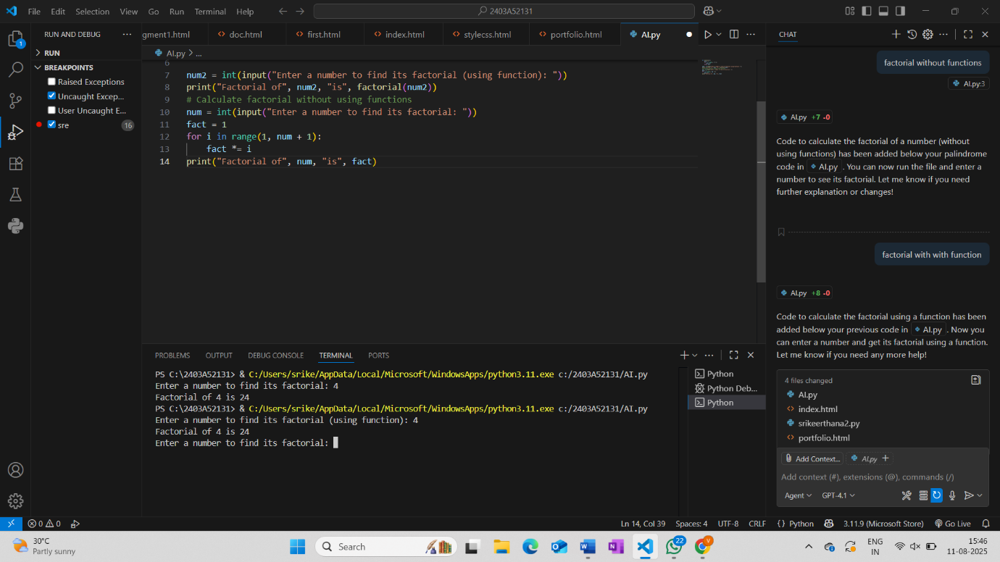 File Edit Selection View Go Run Terminal Help
2403A52131
RUN AND DEBUG
gment1.html
doc.html
first.html
index.html
stylecss.html
portfolio.html
AI.py
CHAT
1
RUN
BREAKPOINTS
Raised Exceptions
Uncaught Excep...
User Uncaught E...
sre 16
AI.py > ...
6
7 num2 = int(input("Enter a number to find its factorial (using function): "))
8 print("Factorial of", num2, "is", factorial(num2))
9 # Calculate factorial without using functions
10 num = int(input("Enter a number to find its factorial: "))
11 fact = 1
12 for i in range(1, num + 1):
13 fact *= i
14 print("Factorial of", num, "is", fact)
PROBLEMS OUTPUT DEBUG CONSOLE TERMINAL PORTS
PS C:\2403A52131> & C:/Users/srike/AppData/Local/Microsoft/WindowsApps/python3.11.exe c:/2403A52131/AI.py
Enter a number to find its factorial: 4
Factorial of 4 is 24
PS C:\2403A52131> & C:/Users/srike/AppData/Local/Microsoft/WindowsApps/python3.11.exe c:/2403A52131/AI.py
Enter a number to find its factorial (using function): 4
Factorial of 4 is 24
Enter a number to find its factorial:
Python
Python Deb...
Python
factorial without functions
AI.py:3
AI.py +7 -0
Code to calculate the factorial of a number (without
using functions) has been added below your palindrome
code in AI.py . You can now run the file and enter a
number to see its factorial. Let me know if you need
further explanation or changes!
factorial with with function
AI.py +8 -0
Code to calculate the factorial using a function has been
added below your previous code in AI.py . Now you
can enter a number and get its factorial using a function.
Let me know if you need any more help!
4 files changed
AI.py
index.html
srikeerthana2.py
portfolio.html
Add Context... AI.py +
Add context (#), extensions (@), commands (/)
Agent GPT-4.1
0 0
Ln 14, Col 39 Spaces: 4 UTF-8 CRLF {} Python 3.11.9 (Microsoft Store) Go Live
30°C
Partly sunny
Search
22
V
ENG
IN
15:46
11-08-2025